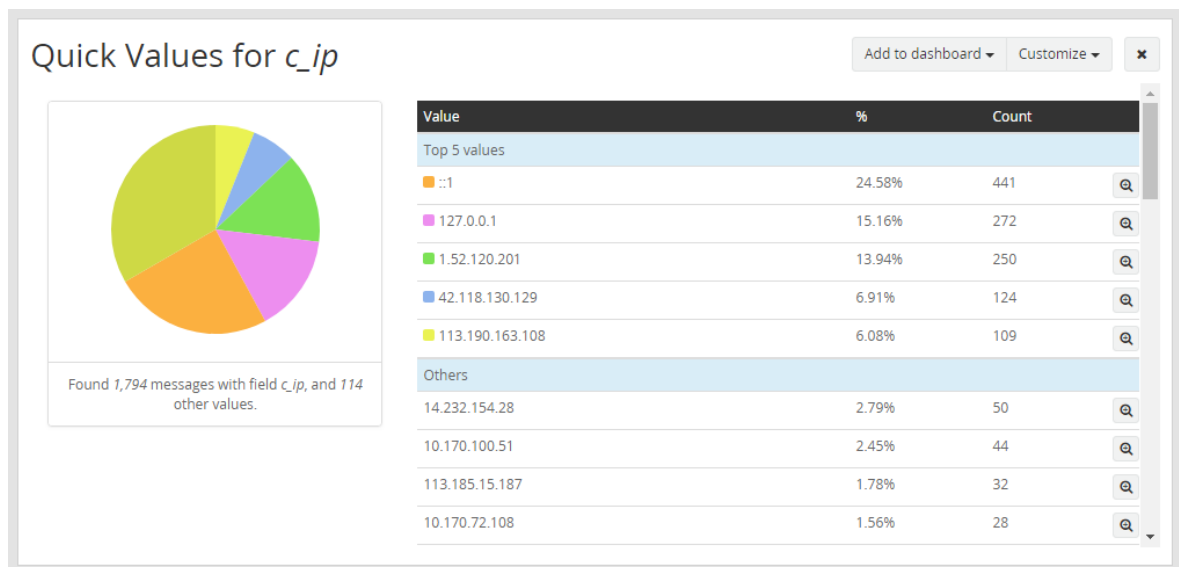 Quick Values for c_ip
Add to dashboard Customize ×
Value % Count
Top 5 values
::1 24.58% 441
127.0.0.1 15.16% 272
1.52.120.201 13.94% 250
42.118.130.129 6.91% 124
113.190.163.108 6.08% 109
Others
14.232.154.28 2.79% 50
10.170.100.51 2.45% 44
113.185.15.187 1.78% 32
10.170.72.108 1.56% 28
Found 1,794 messages with field c_ip, and 114
other values.